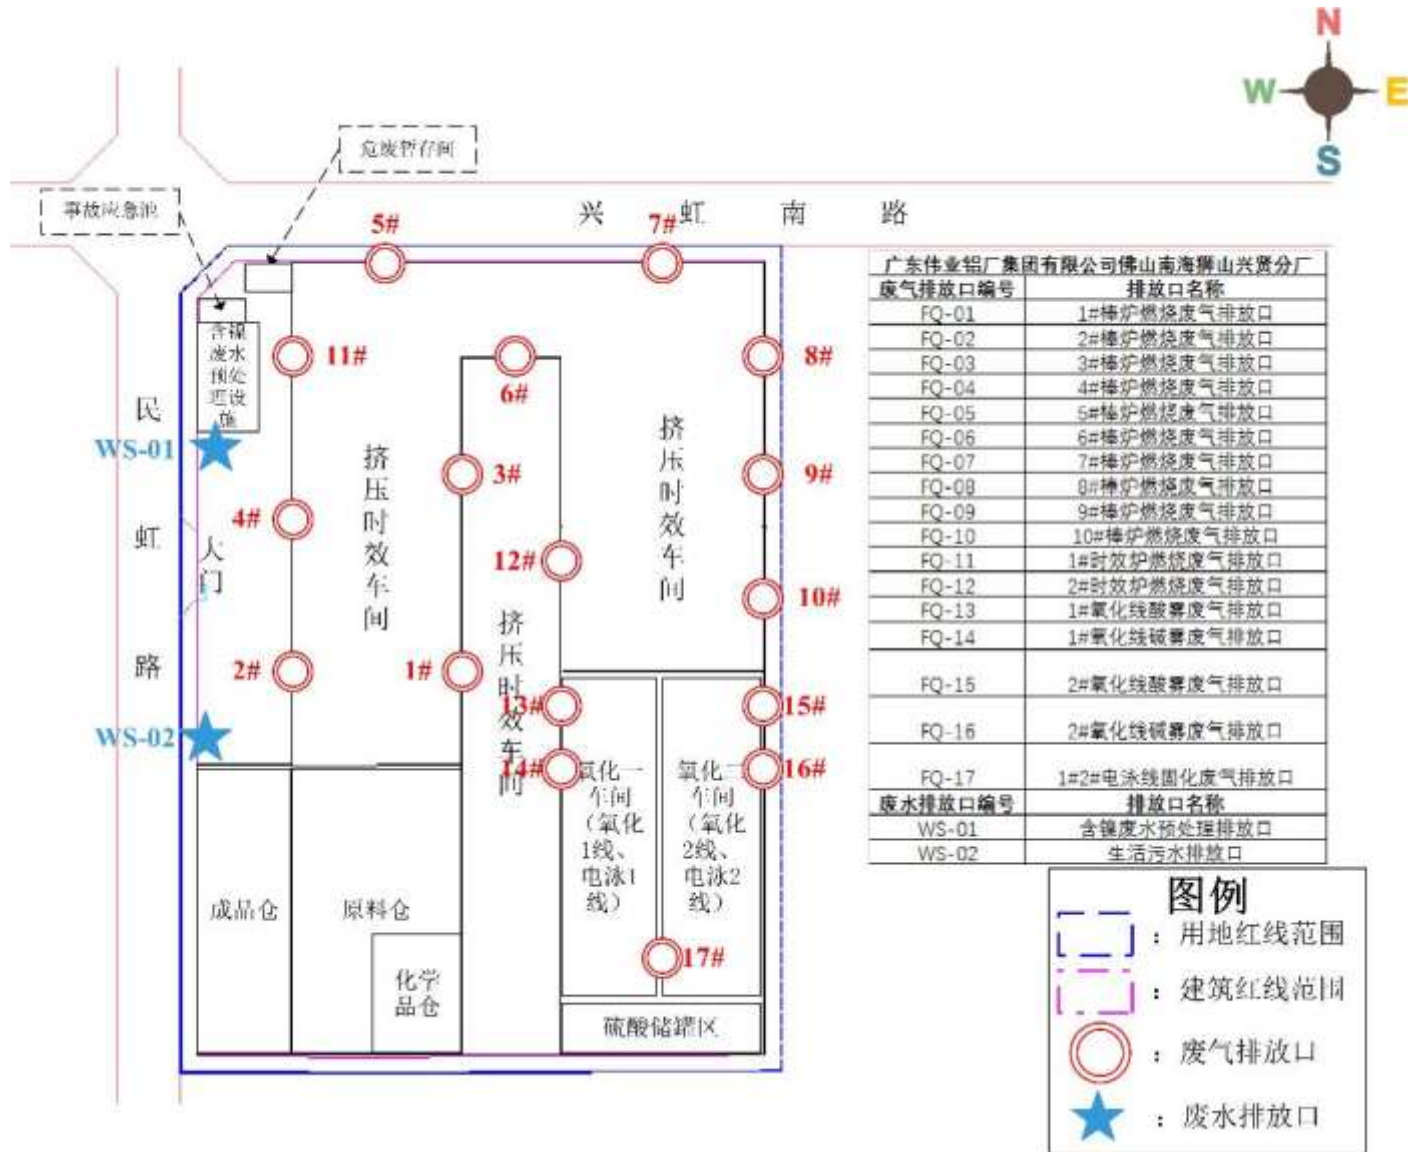 N
W
E
S
危废暂存间
事故应急池
兴虹南路
5#
7#
含镍
废水
预处
理设
施
11#
6#
8#
民虹路
WS-01
挤压时效车间
3#
挤压时效车间
9#
4#
大门
12#
10#
挤压时效车间
2#
1#
13#
15#
WS-02
14#
16#
氧化一
车间
（氧化
1线、
电泳1
线）
氧化二
车间
（氧化
2线、
电泳2
线）
成品仓
原料仓
17#
化学
品仓
硫酸储罐区
广东伟业铝厂集团有限公司佛山南海狮山兴贤分厂
废气排放口编号 排放口名称
FQ-01 1#棒炉燃烧废气排放口
FQ-02 2#棒炉燃烧废气排放口
FQ-03 3#棒炉燃烧废气排放口
FQ-04 4#棒炉燃烧废气排放口
FQ-05 5#棒炉燃烧废气排放口
FQ-06 6#棒炉燃烧废气排放口
FQ-07 7#棒炉燃烧废气排放口
FQ-08 8#棒炉燃烧废气排放口
FQ-09 9#棒炉燃烧废气排放口
FQ-10 10#棒炉燃烧废气排放口
FQ-11 1#时效炉燃烧废气排放口
FQ-12 2#时效炉燃烧废气排放口
FQ-13 1#氧化线酸雾废气排放口
FQ-14 1#氧化线碱雾废气排放口
FQ-15 2#氧化线酸雾废气排放口
FQ-16 2#氧化线碱雾废气排放口
FQ-17 1#2#电泳线固化废气排放口
废水排放口编号 排放口名称
WS-01 含镍废水预处理排放口
WS-02 生活污水排放口
图例
：用地红线范围
：建筑红线范围
：废气排放口
：废水排放口